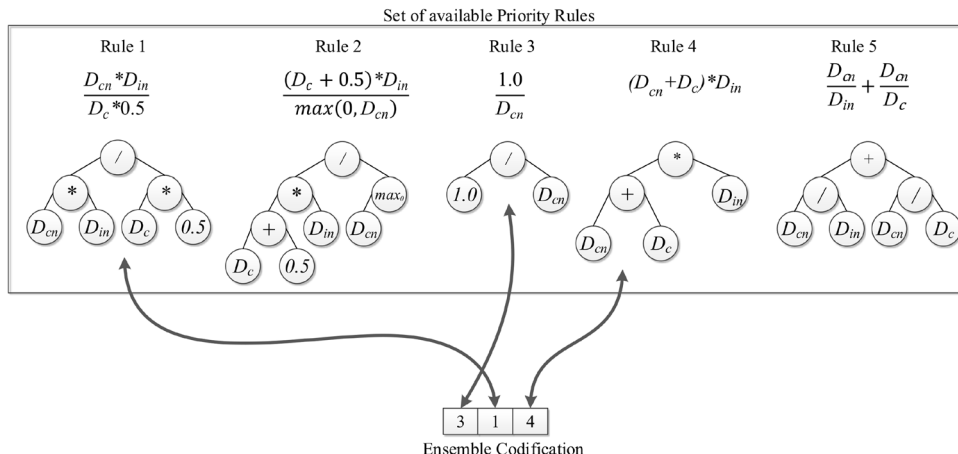 Set of available Priority Rules
Rule 1 Rule 2 Rule 3 Rule 4 Rule 5
D_cn*D_in / D_c*0.5
(D_c + 0.5)*D_in / max(0, D_cn)
1.0 / D_cn
(D_cn+D_c)*D_in
D_cn / D_in + D_cn / D_c
/ / / * +
* * * max_0 1.0 D_cn + D_in / /
D_cn D_in D_c 0.5 + D_in D_cn D_cn D_c D_cn D_in D_cn D_c
D_c 0.5
3 1 4
Ensemble Codification